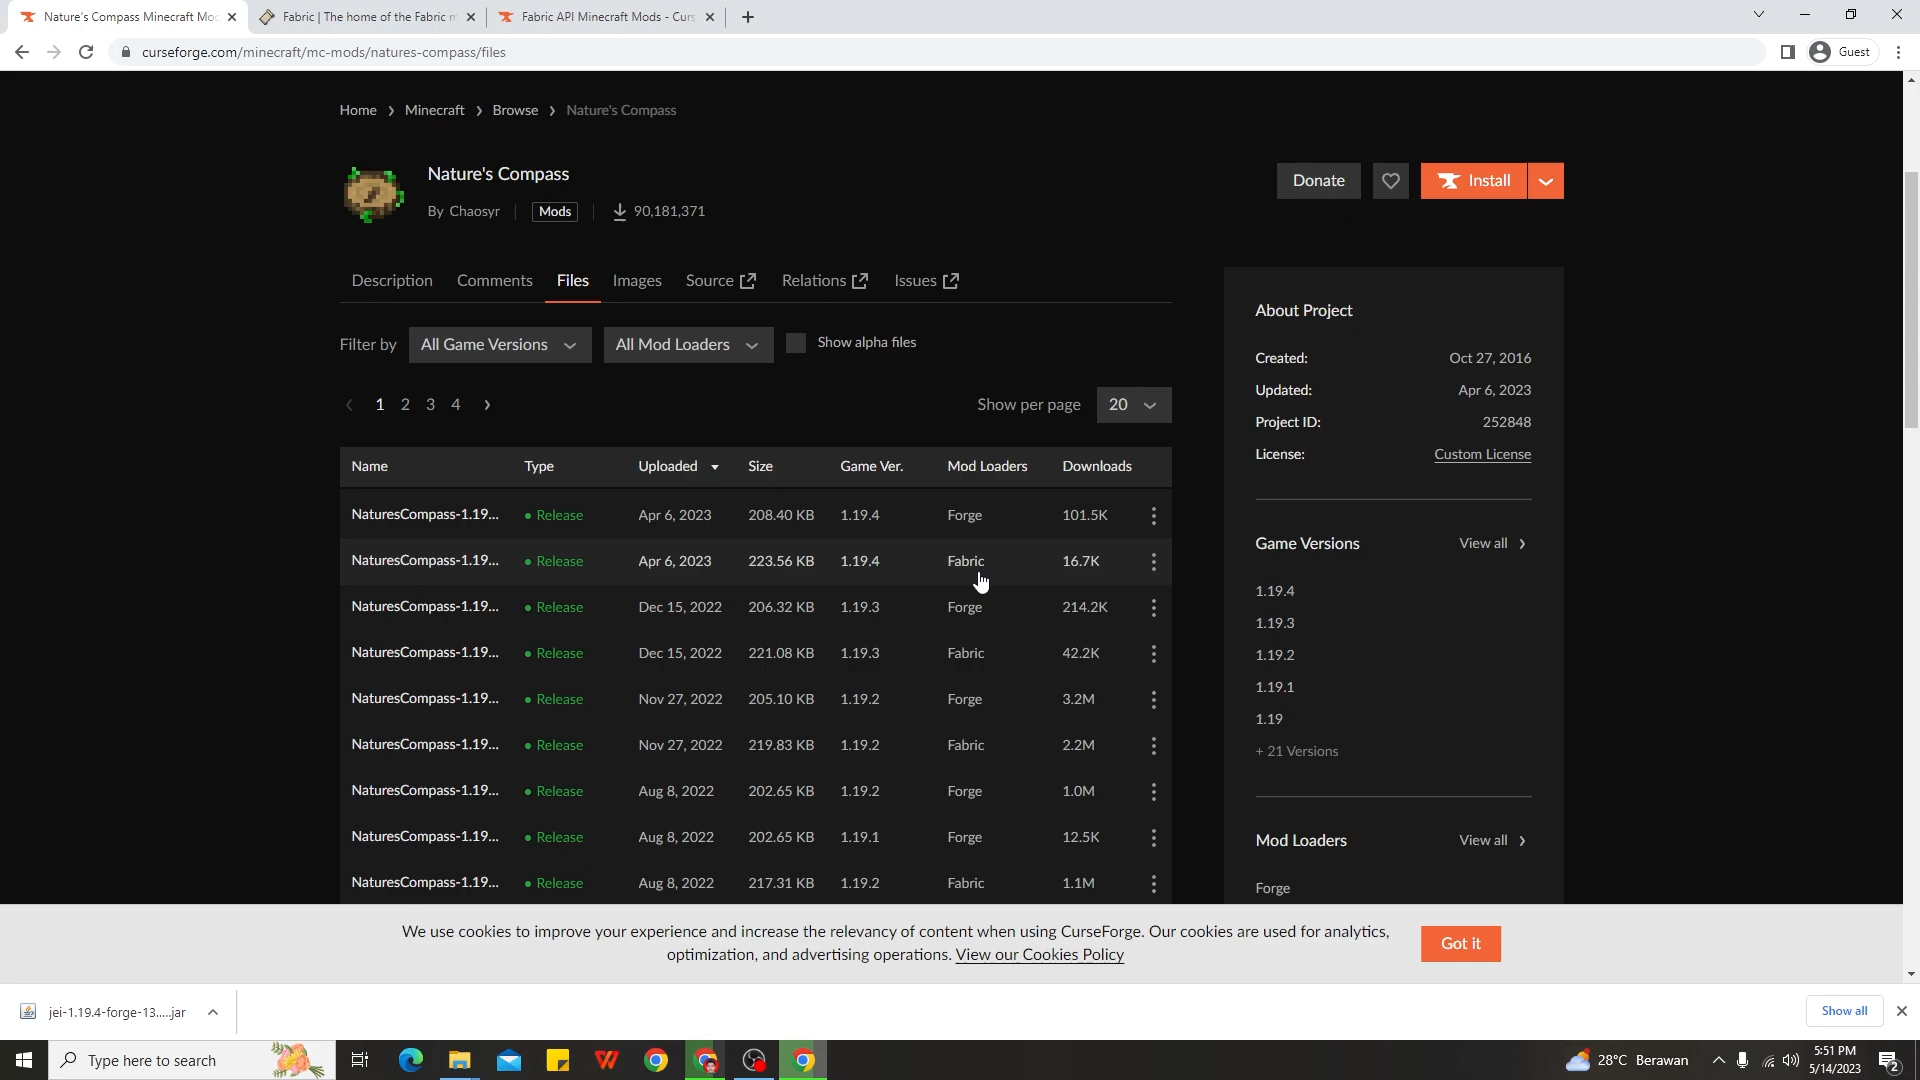 Nature's Compass Minecraft Mod
Fabric | The home of the Fabric m
Fabric API Minecraft Mods - Curs
curseforge.com/minecraft/mc-mods/natures-compass/files
Guest
Home > Minecraft > Browse > Nature's Compass
Nature's Compass
By Chaosyr Mods 90,181,371
Donate Install
Description Comments Files Images Source Relations Issues
Filter by All Game Versions All Mod Loaders Show alpha files
1 2 3 4
Show per page 20
Name Type Uploaded Size Game Ver. Mod Loaders Downloads
NaturesCompass-1.19... Release Apr 6, 2023 208.40 KB 1.19.4 Forge 101.5K
NaturesCompass-1.19... Release Apr 6, 2023 223.56 KB 1.19.4 Fabric 16.7K
NaturesCompass-1.19... Release Dec 15, 2022 206.32 KB 1.19.3 Forge 214.2K
NaturesCompass-1.19... Release Dec 15, 2022 221.08 KB 1.19.3 Fabric 42.2K
NaturesCompass-1.19... Release Nov 27, 2022 205.10 KB 1.19.2 Forge 3.2M
NaturesCompass-1.19... Release Nov 27, 2022 219.83 KB 1.19.2 Fabric 2.2M
NaturesCompass-1.19... Release Aug 8, 2022 202.65 KB 1.19.2 Forge 1.0M
NaturesCompass-1.19... Release Aug 8, 2022 202.65 KB 1.19.1 Forge 12.5K
NaturesCompass-1.19... Release Aug 8, 2022 217.31 KB 1.19.2 Fabric 1.1M
About Project
Created: Oct 27, 2016
Updated: Apr 6, 2023
Project ID: 252848
License: Custom License
Game Versions View all
1.19.4
1.19.3
1.19.2
1.19.1
1.19
+ 21 Versions
Mod Loaders View all
Forge
We use cookies to improve your experience and increase the relevancy of content when using CurseForge. Our cookies are used for analytics,
optimization, and advertising operations. View our Cookies Policy
Got it
jei-1.19.4-forge-13.....jar
Show all
Type here to search
28°C Berawan
5:51 PM
5/14/2023
2